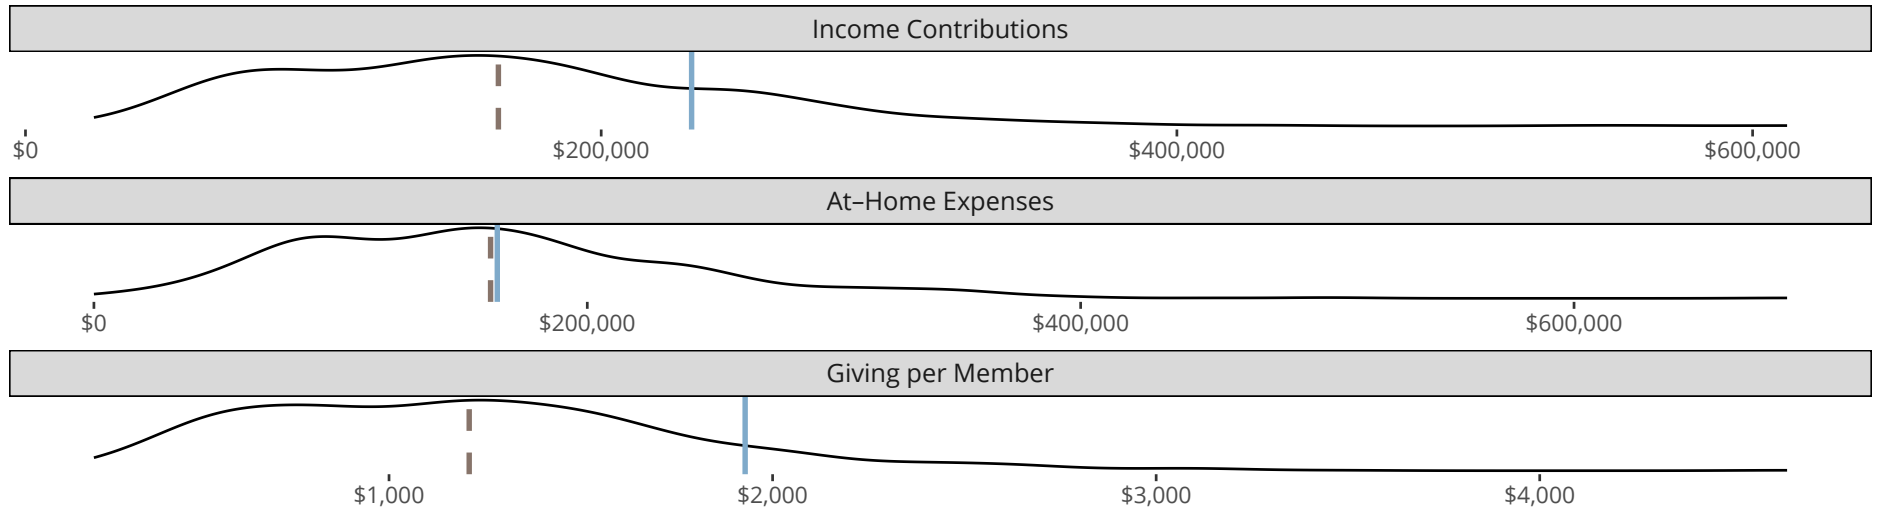 Income Contributions
$0 $200,000 $400,000 $600,000
At–Home Expenses
$0 $200,000 $400,000 $600,000
Giving per Member
$1,000 $2,000 $3,000 $4,000